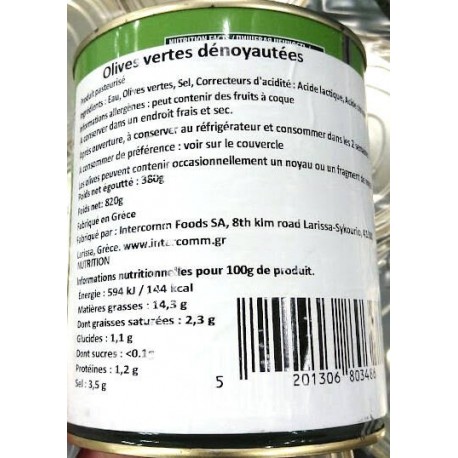 NUTRITION FACTS /
Olives vertes dénoyautées
Produit pasteurisé
Ingrédients : Eau, Olives vertes, Sel, Correcteurs d'acidité : Acide lactique, Acide
Informations allergènes : peut contenir des fruits à coque
A conserver dans un endroit frais et sec.
Après ouverture, à conserver au réfrigérateur et consommer dans les 2 semaines
A consommer de préférence : voir sur le couvercle
Les olives peuvent contenir occasionnellement un noyau ou un fragment de
Poids net égoutté : 380g
Poids net: 820g
Fabriqué en Grèce
Fabriqué par : Intercomm Foods SA, 8th klm road Larissa-Sykourio,
Larissa, Grèce. www.intercomm.gr
NUTRITION
Informations nutritionnelles pour 100g de produit.
Energie : 594 kJ / 144 kcal
Matières grasses : 14,3 g
Dont graisses saturées : 2,3 g
Glucides : 1,1 g
Dont sucres : <0.1g
Protéines : 1,2 g
Sel : 3,5 g
5 201306 803466